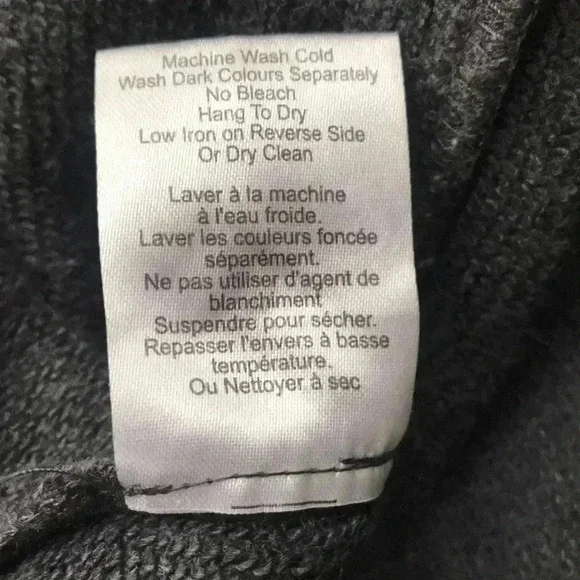 Machine Wash Cold
Wash Dark Colours Separately
No Bleach
Hang To Dry
Low Iron on Reverse Side
Or Dry Clean
Laver à la machine
à l'eau froide.
Laver les couleurs foncée
séparément.
Ne pas utiliser d'agent de
blanchiment
Suspendre pour sécher.
Repasser l'envers à basse
température.
Ou Nettoyer à sec